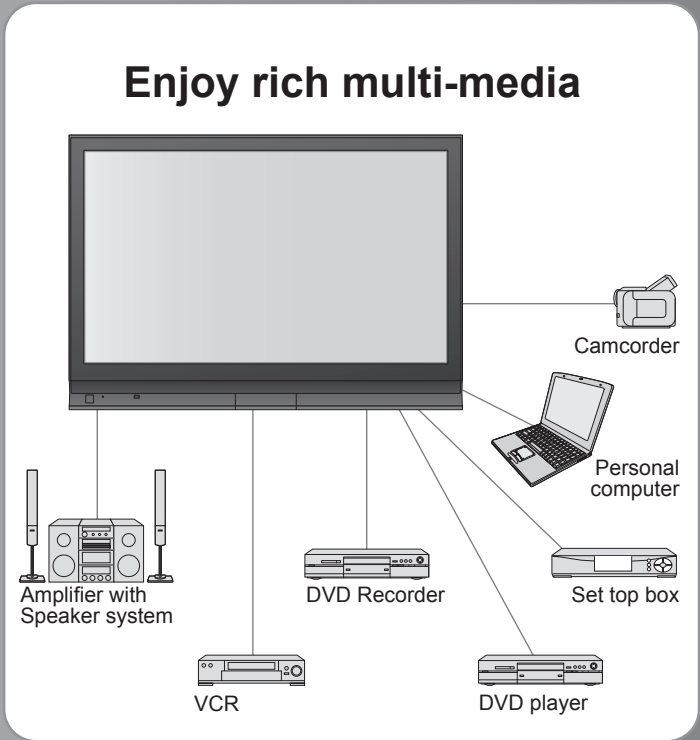 Enjoy rich multi-media
Camcorder
Personal
computer
Amplifier with
Speaker system
DVD Recorder
Set top box
VCR
DVD player